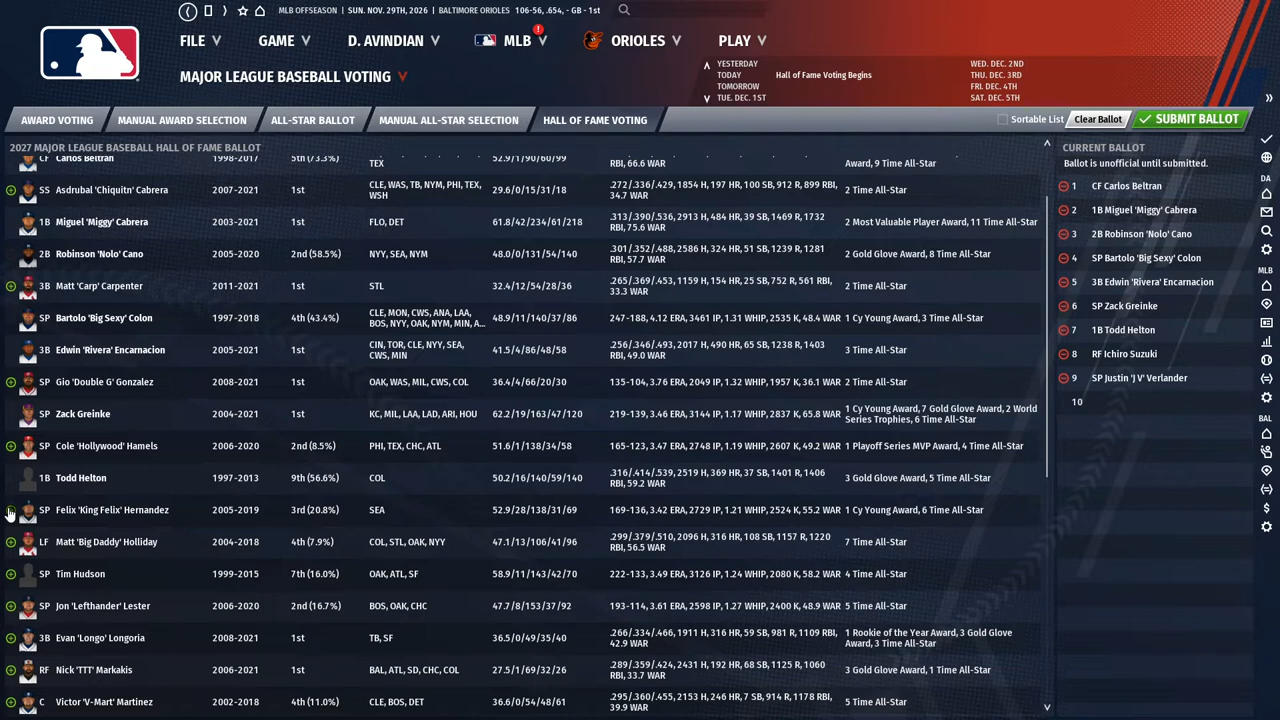 MLB OFFSEASON | SUN. NOV. 29TH, 2026 | BALTIMORE ORIOLES 106-56, .654, - GB - 1st
FILE GAME D. AVINDIAN MLB ! ORIOLES PLAY
MAJOR LEAGUE BASEBALL VOTING
YESTERDAY WED. DEC. 2ND
TODAY Hall of Fame Voting Begins THU. DEC. 3RD
TOMORROW FRI. DEC. 4TH
TUE. DEC. 1ST SAT. DEC. 5TH
AWARD VOTING MANUAL AWARD SELECTION ALL-STAR BALLOT MANUAL ALL-STAR SELECTION HALL OF FAME VOTING Sortable List Clear Ballot SUBMIT BALLOT
2027 MAJOR LEAGUE BASEBALL HALL OF FAME BALLOT
CF Carlos Beltran 1998-2017 5th (73.3%) TEX 52.9/1/90/60/99 RBI, 66.6 WAR Award, 9 Time All-Star
SS Asdrubal 'Chiquitn' Cabrera 2007-2021 1st CLE, WAS, TB, NYM, PHI, TEX, WSH 29.6/0/15/31/18 .272/.336/.429, 1854 H, 197 HR, 100 SB, 912 R, 899 RBI, 34.7 WAR 2 Time All-Star
1B Miguel 'Miggy' Cabrera 2003-2021 1st FLO, DET 61.8/42/234/61/218 .313/.390/.536, 2913 H, 484 HR, 39 SB, 1469 R, 1732 RBI, 75.6 WAR 2 Most Valuable Player Award, 11 Time All-Star
2B Robinson 'Nolo' Cano 2005-2020 2nd (58.5%) NYY, SEA, NYM 48.0/0/131/54/140 .301/.352/.488, 2586 H, 324 HR, 51 SB, 1239 R, 1281 RBI, 57.7 WAR 2 Gold Glove Award, 8 Time All-Star
3B Matt 'Carp' Carpenter 2011-2021 1st STL 32.4/12/54/28/36 .265/.369/.453, 1159 H, 154 HR, 25 SB, 752 R, 561 RBI, 33.3 WAR 2 Time All-Star
SP Bartolo 'Big Sexy' Colon 1997-2018 4th (43.4%) CLE, MON, CWS, ANA, LAA, BOS, NYY, OAK, NYM, MIN, A... 48.9/11/140/37/86 247-188, 4.12 ERA, 3461 IP, 1.31 WHIP, 2535 K, 48.4 WAR 1 Cy Young Award, 3 Time All-Star
3B Edwin 'Rivera' Encarnacion 2005-2021 1st CIN, TOR, CLE, NYY, SEA, CWS, MIN 41.5/4/86/48/58 .256/.346/.493, 2017 H, 490 HR, 65 SB, 1238 R, 1403 RBI, 49.0 WAR 3 Time All-Star
SP Gio 'Double G' Gonzalez 2008-2021 1st OAK, WAS, MIL, CWS, COL 36.4/4/66/20/30 135-104, 3.76 ERA, 2049 IP, 1.32 WHIP, 1957 K, 36.1 WAR 2 Time All-Star
SP Zack Greinke 2004-2021 1st KC, MIL, LAA, LAD, ARI, HOU 62.2/19/163/47/120 219-139, 3.46 ERA, 3144 IP, 1.17 WHIP, 2837 K, 65.8 WAR 1 Cy Young Award, 7 Gold Glove Award, 2 World Series Trophies, 6 Time All-Star
SP Cole 'Hollywood' Hamels 2006-2020 2nd (8.5%) PHI, TEX, CHC, ATL 51.6/1/138/34/58 165-123, 3.47 ERA, 2748 IP, 1.19 WHIP, 2607 K, 49.2 WAR 1 Playoff Series MVP Award, 4 Time All-Star
1B Todd Helton 1997-2013 9th (56.6%) COL 50.2/16/140/59/140 .316/.414/.539, 2519 H, 369 HR, 37 SB, 1401 R, 1406 RBI, 59.2 WAR 3 Gold Glove Award, 5 Time All-Star
SP Felix 'King Felix' Hernandez 2005-2019 3rd (20.8%) SEA 52.9/28/138/31/69 169-136, 3.42 ERA, 2729 IP, 1.21 WHIP, 2524 K, 55.2 WAR 1 Cy Young Award, 6 Time All-Star
LF Matt 'Big Daddy' Holliday 2004-2018 4th (7.9%) COL, STL, OAK, NYY 47.1/13/106/41/96 .299/.379/.510, 2096 H, 316 HR, 108 SB, 1157 R, 1220 RBI, 56.5 WAR 7 Time All-Star
SP Tim Hudson 1999-2015 7th (16.0%) OAK, ATL, SF 58.9/11/143/42/70 222-133, 3.49 ERA, 3126 IP, 1.24 WHIP, 2080 K, 58.2 WAR 4 Time All-Star
SP Jon 'Lefthander' Lester 2006-2020 2nd (16.7%) BOS, OAK, CHC 47.7/8/153/37/92 193-114, 3.61 ERA, 2598 IP, 1.27 WHIP, 2400 K, 48.9 WAR 5 Time All-Star
3B Evan 'Longo' Longoria 2008-2021 1st TB, SF 36.5/0/49/35/40 .266/.334/.466, 1911 H, 316 HR, 59 SB, 981 R, 1109 RBI, 42.9 WAR 1 Rookie of the Year Award, 3 Gold Glove Award, 3 Time All-Star
RF Nick 'TTT' Markakis 2006-2021 1st BAL, ATL, SD, CHC, COL 27.5/1/69/32/26 .289/.359/.424, 2431 H, 192 HR, 68 SB, 1125 R, 1060 RBI, 33.7 WAR 3 Gold Glove Award, 1 Time All-Star
C Victor 'V-Mart' Martinez 2002-2018 4th (11.0%) CLE, BOS, DET 36.6/0/54/48/61 .295/.360/.455, 2153 H, 246 HR, 7 SB, 914 R, 1178 RBI, 39.9 WAR 5 Time All-Star
CURRENT BALLOT
Ballot is unofficial until submitted.
1 CF Carlos Beltran
2 1B Miguel 'Miggy' Cabrera
3 2B Robinson 'Nolo' Cano
4 SP Bartolo 'Big Sexy' Colon
5 3B Edwin 'Rivera' Encarnacion
6 SP Zack Greinke
7 1B Todd Helton
8 RF Ichiro Suzuki
9 SP Justin 'J V' Verlander
10
DA
MLB
BAL